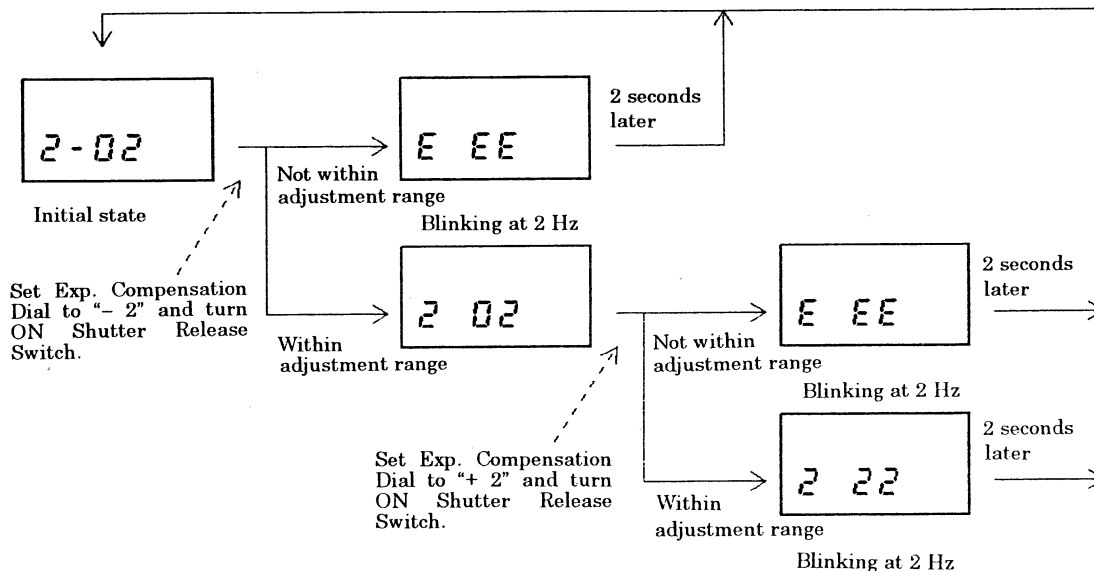 2-02
Initial state
Set Exp. Compensation
Dial to “– 2” and turn
ON Shutter Release
Switch.
Not within
adjustment range
E EE
Blinking at 2 Hz
2 seconds
later
Within
adjustment range
2 02
Set Exp. Compensation
Dial to “+ 2” and turn
ON Shutter Release
Switch.
Not within
adjustment range
E EE
Blinking at 2 Hz
2 seconds
later
Within
adjustment range
2 22
Blinking at 2 Hz
2 seconds
later